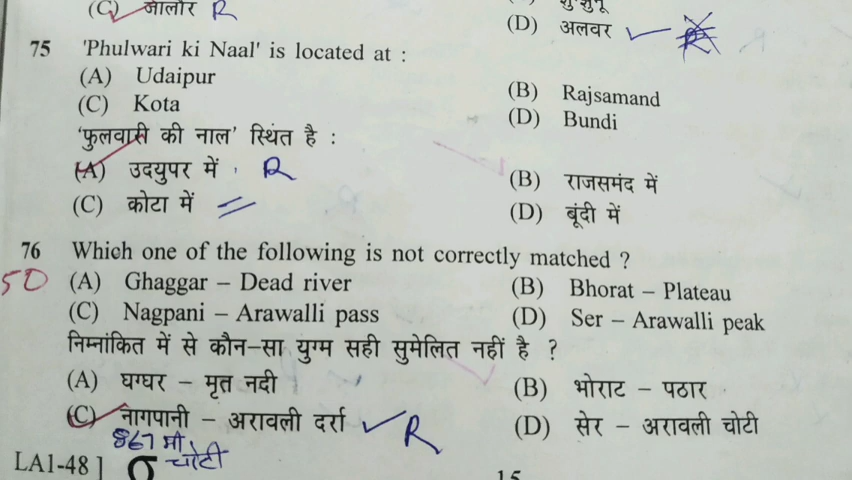 (C) जालौर R
(D) अलवर R
75 'Phulwari ki Naal' is located at :
(A) Udaipur
(B) Rajsamand
(C) Kota
(D) Bundi
'फुलवारी की नाल' स्थित है :
(A) उदयुपर में R
(B) राजसमंद में
(C) कोटा में
(D) बूंदी में
76 Which one of the following is not correctly matched ?
50
(A) Ghaggar – Dead river
(B) Bhorat – Plateau
(C) Nagpani – Arawalli pass
(D) Ser – Arawalli peak
निम्नांकित में से कौन-सा युग्म सही सुमेलित नहीं है ?
(A) घग्घर – मृत नदी
(B) भोराट – पठार
(C) नागपानी – अरावली दर्रा R
(D) सेर – अरावली चोटी
867 मी
चोटी
LA1-48 ]
15